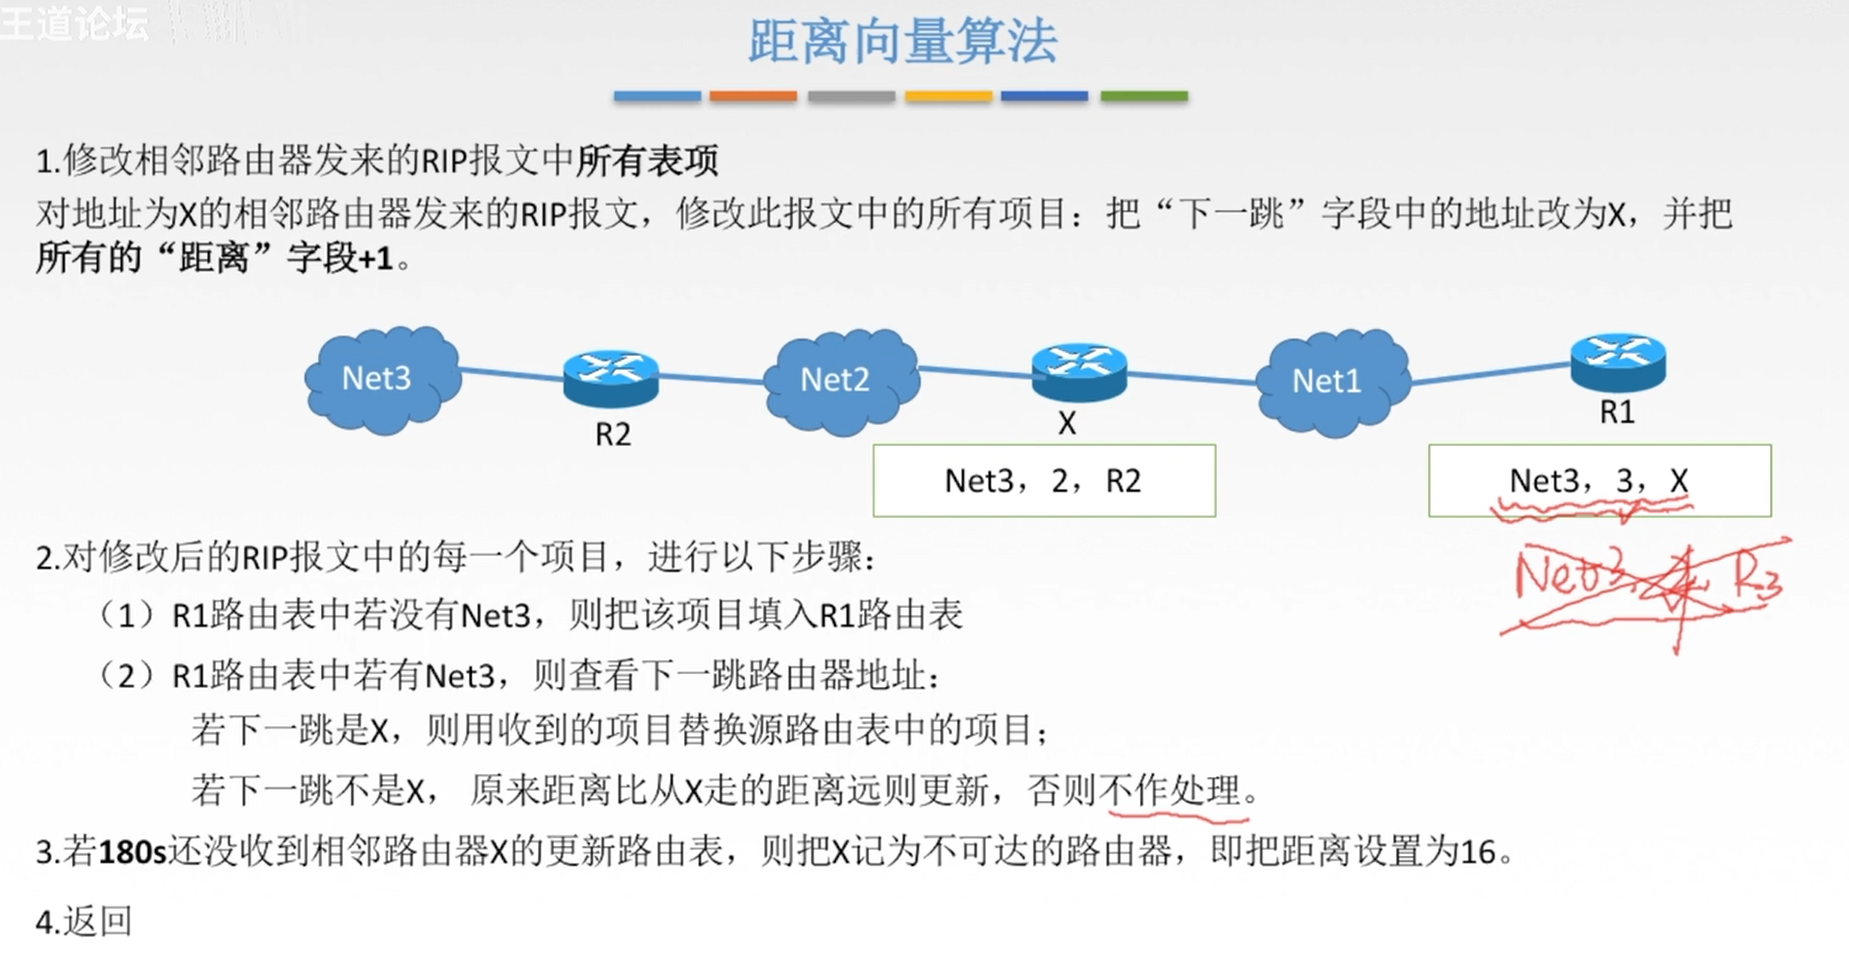 王道论坛
距离向量算法
1.修改相邻路由器发来的RIP报文中所有表项
对地址为X的相邻路由器发来的RIP报文，修改此报文中的所有项目：把“下一跳”字段中的地址改为X，并把
所有的“距离”字段+1。
Net3
R2
Net2
X
Net1
R1
Net3，2，R2
Net3，3，X
Net3
R3
2.对修改后的RIP报文中的每一个项目，进行以下步骤：
（1）R1路由表中若没有Net3，则把该项目填入R1路由表
（2）R1路由表中若有Net3，则查看下一跳路由器地址：
若下一跳是X，则用收到的项目替换源路由表中的项目；
若下一跳不是X， 原来距离比从X走的距离远则更新，否则不作处理。
3.若180s还没收到相邻路由器X的更新路由表，则把X记为不可达的路由器，即把距离设置为16。
4.返回